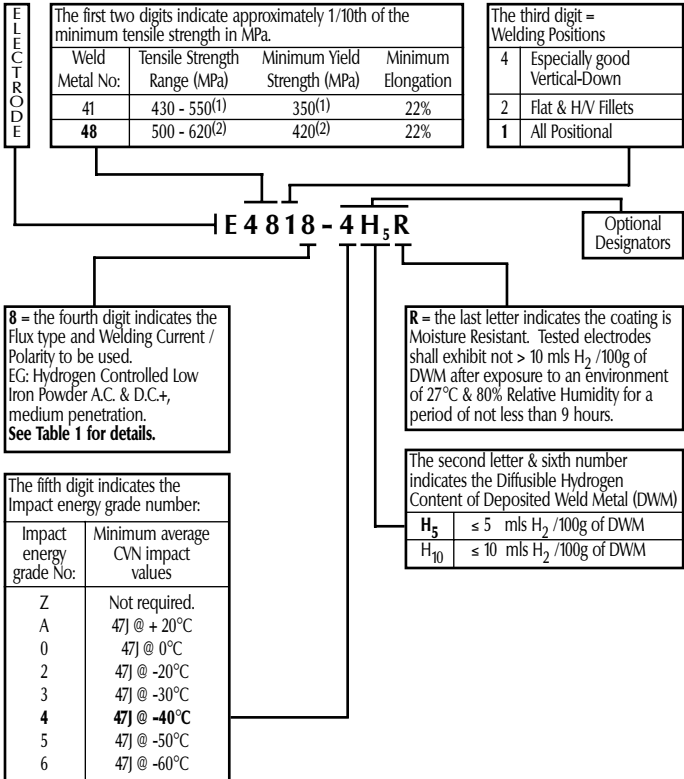 ELECTRODE
The first two digits indicate approximately 1/10th of the
minimum tensile strength in MPa.
Weld Metal No: Tensile Strength Range (MPa) Minimum Yield Strength (MPa) Minimum Elongation
41 430 - 550(1) 350(1) 22%
48 500 - 620(2) 420(2) 22%
The third digit =
Welding Positions
4 Especially good
Vertical-Down
2 Flat & H/V Fillets
1 All Positional
E 4 8 1 8 - 4 H5 R
Optional
Designators
8 = the fourth digit indicates the
Flux type and Welding Current /
Polarity to be used.
EG: Hydrogen Controlled Low
Iron Powder A.C. & D.C.+,
medium penetration.
See Table 1 for details.
R = the last letter indicates the coating is
Moisture Resistant. Tested electrodes
shall exhibit not > 10 mls H2 /100g of
DWM after exposure to an environment
of 27°C & 80% Relative Humidity for a
period of not less than 9 hours.
The second letter & sixth number
indicates the Diffusible Hydrogen
Content of Deposited Weld Metal (DWM)
H5 ≤ 5 mls H2 /100g of DWM
H10 ≤ 10 mls H2 /100g of DWM
The fifth digit indicates the
Impact energy grade number:
Impact energy grade No: Minimum average CVN impact values
Z Not required.
A 47J @ + 20°C
0 47J @ 0°C
2 47J @ -20°C
3 47J @ -30°C
4 47J @ -40°C
5 47J @ -50°C
6 47J @ -60°C